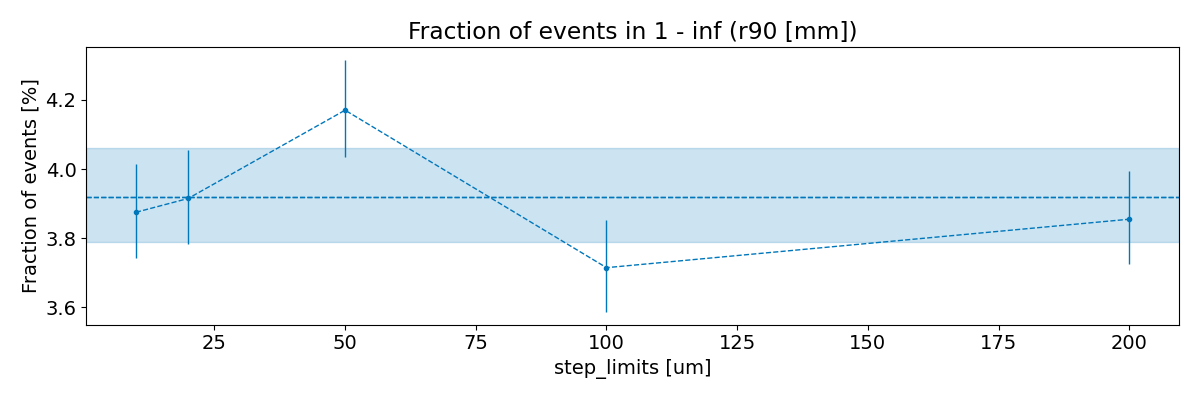 Fraction of events in 1 - inf (r90 [mm])
Fraction of events [%]
4.2
4.0
3.8
3.6
25 50 75 100 125 150 175 200
step_limits [um]